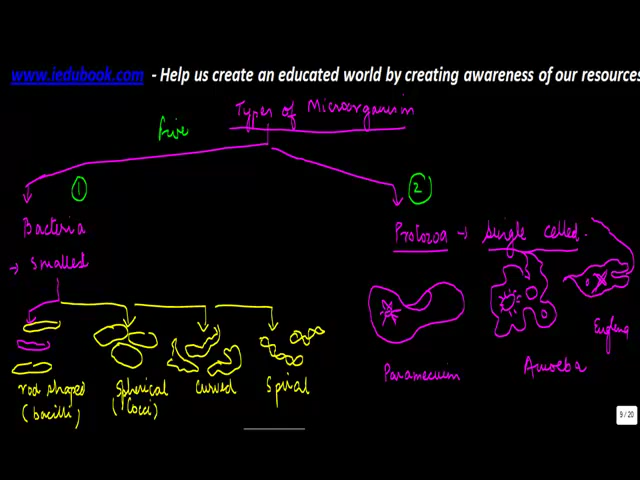 www.iedubook.com - Help us create an educated world by creating awareness of our resources
Types of Microorganism
five
1
2
Bacteria
→ Smalled
Protozoa → Single celled.
rod shaped
(bacilli)
Spherical
(Cocci)
Curved
Spiral
Paramecium
Amoeba
Euglena
9 / 20